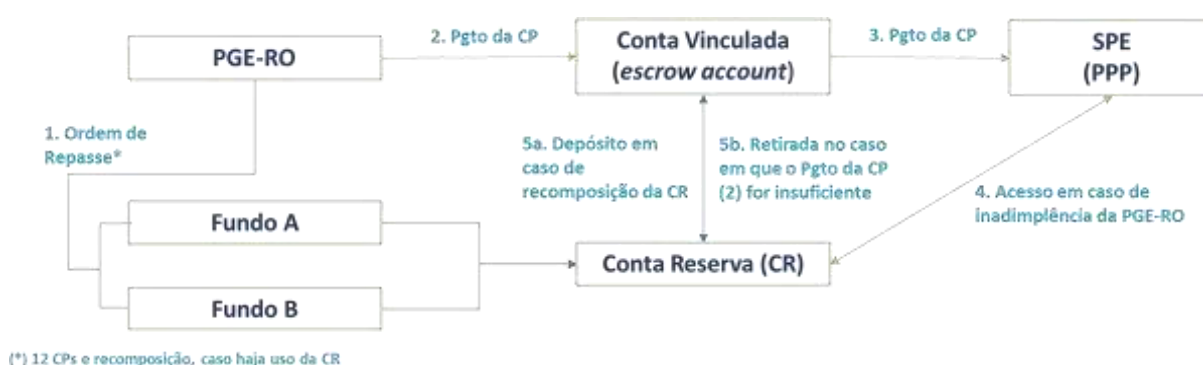 PGE-RO
2. Pgto da CP
Conta Vinculada
(escrow account)
3. Pgto da CP
SPE
(PPP)
1. Ordem de
Repasse*
5a. Depósito em
caso de
recomposição da CR
5b. Retirada no caso
em que o Pgto da CP
(2) for insuficiente
4. Acesso em caso de
inadimplência da PGE-RO
Fundo A
Conta Reserva (CR)
Fundo B
(*) 12 CPs e recomposição, caso haja uso da CR